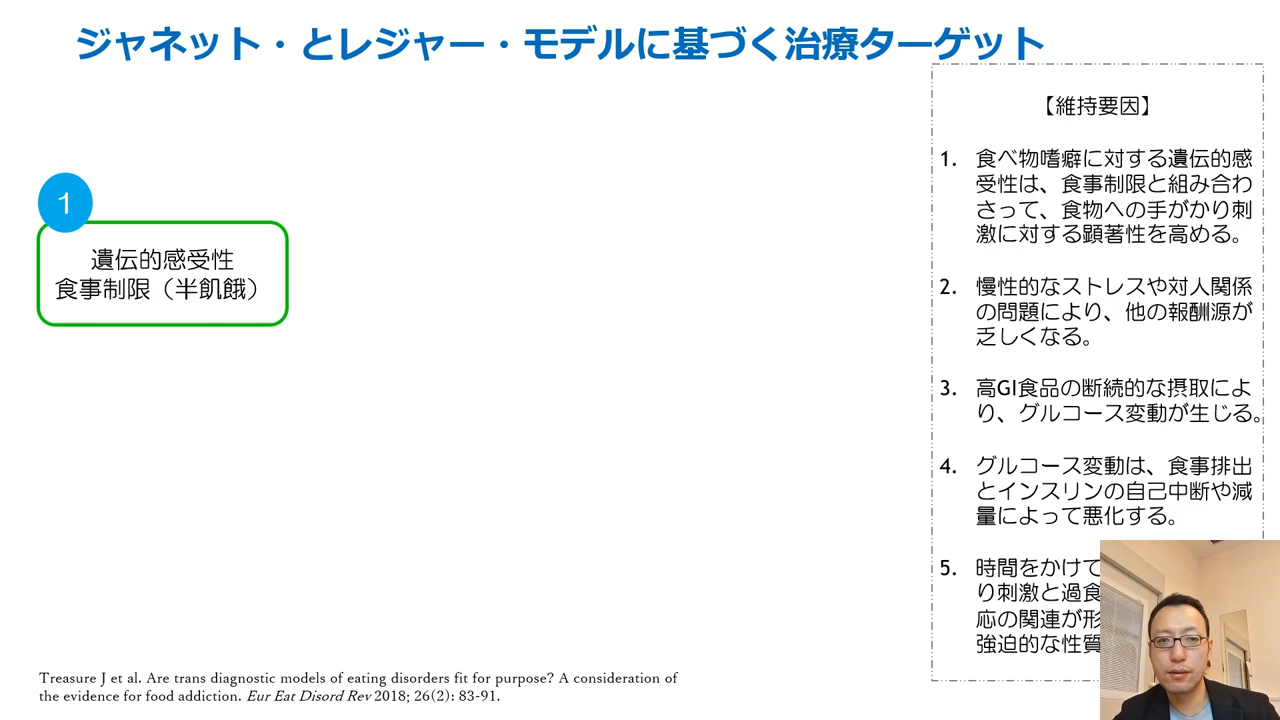 ジャネット・とレジャー・モデルに基づく治療ターゲット
1
遺伝的感受性
食事制限（半飢餓）
【維持要因】
1. 食べ物嗜癖に対する遺伝的感
受性は、食事制限と組み合わ
さって、食物への手がかり刺
激に対する顕著性を高める。
2. 慢性的なストレスや対人関係
の問題により、他の報酬源が
乏しくなる。
3. 高GI食品の断続的な摂取によ
り、グルコース変動が生じる。
4. グルコース変動は、食事排出
とインスリンの自己中断や減
量によって悪化する。
5. 時間をかけて
り刺激と過食
応の関連が形
強迫的な性質
Treasure J et al. Are trans diagnostic models of eating disorders fit for purpose? A consideration of
the evidence for food addiction. Eur Eat Disord Rev 2018; 26(2): 83-91.